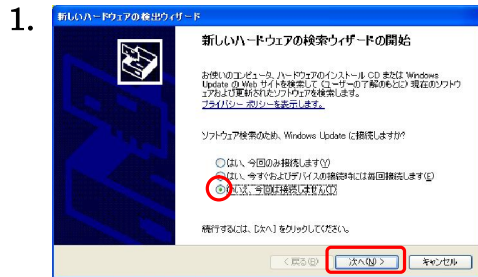 1.
新しいハードウェアの検出ウィザード
新しいハードウェアの検索ウィザードの開始
お使いのコンピュータ、ハードウェアのインストール CD または Windows
Update の Web サイトを検索して (ユーザーの了解のもとに) 現在のソフトウ
ェアおよび更新されたソフトウェアを検索します。
プライバシー ポリシーを表示します。
ソフトウェア検索のため、Windows Update に接続しますか?
はい、今回のみ接続します(Y)
はい、今すぐおよびデバイスの接続時には毎回接続します(E)
いいえ、今回は接続しません(T)
続行するには、[次へ] をクリックしてください。
< 戻る(B)
次へ(N) >
キャンセル